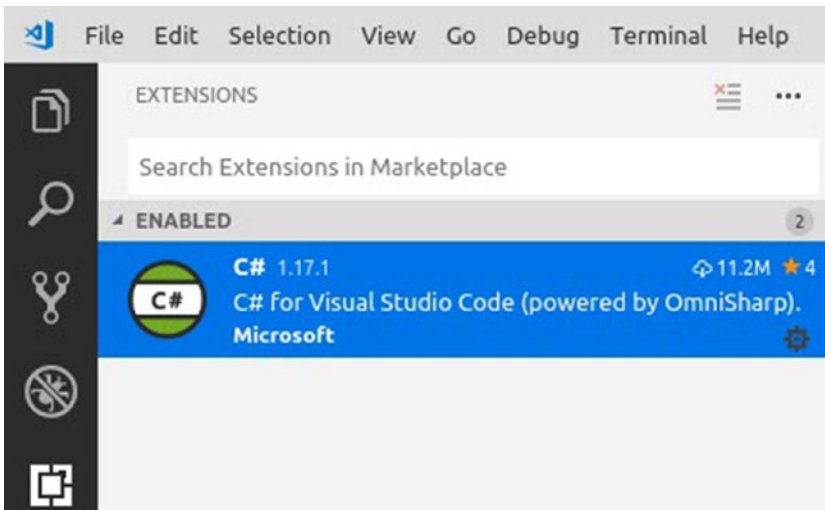 File Edit Selection View Go Debug Terminal Help
EXTENSIONS
Search Extensions in Marketplace
ENABLED 2
C# 1.17.1 11.2M 4
C#
C# for Visual Studio Code (powered by OmniSharp).
Microsoft